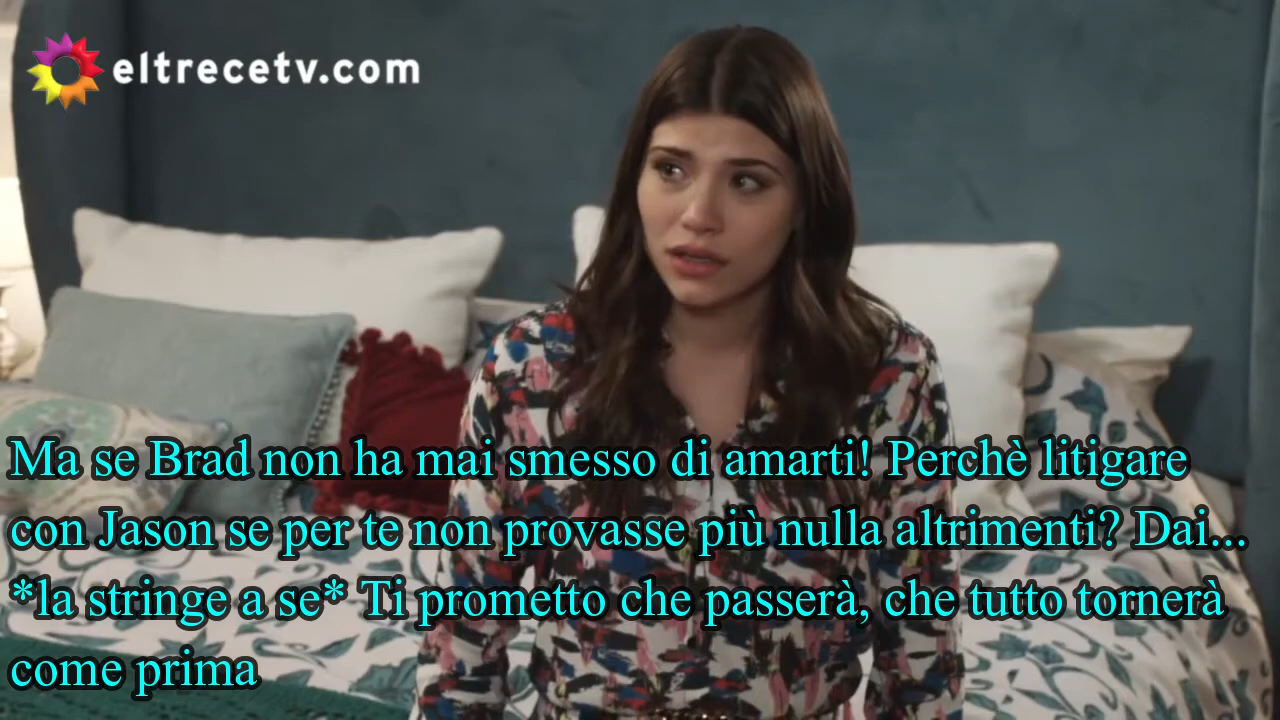 eltrecetv.com
Ma se Brad non ha mai smesso di amarti! Perchè litigare
con Jason se per te non provasse più nulla altrimenti? Dai...
*la stringe a se* Ti prometto che passerà, che tutto tornerà
come prima